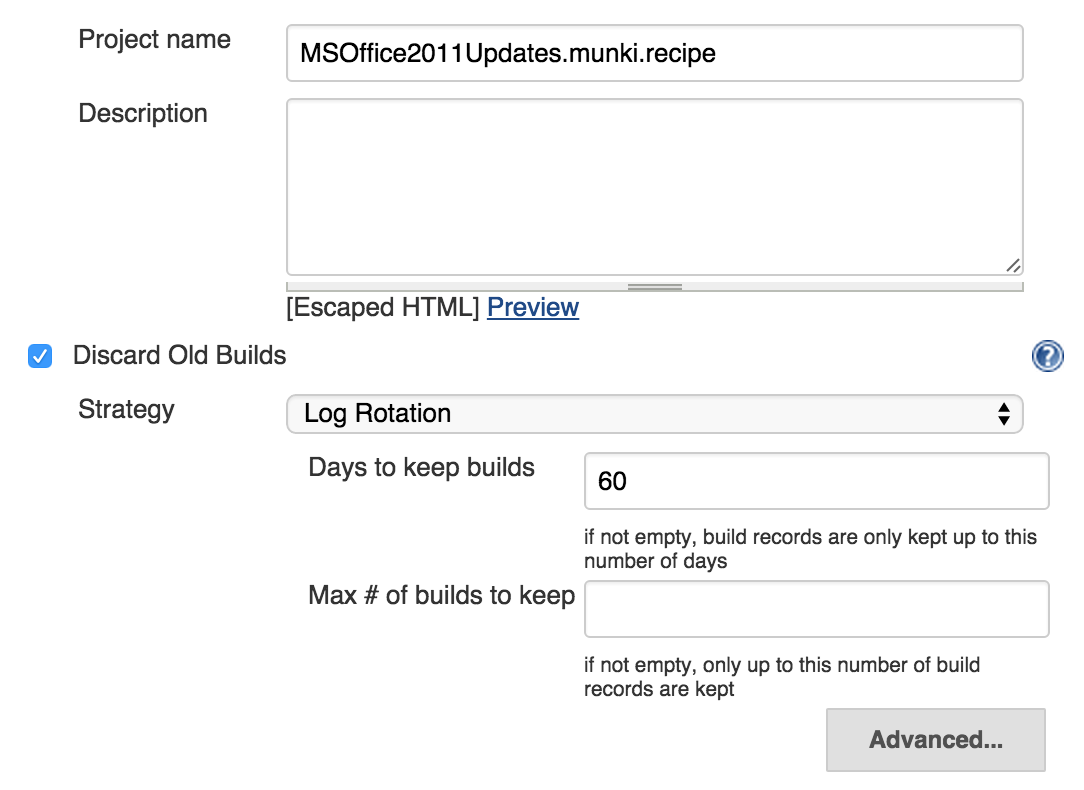 Project name
MSOffice2011Updates.munki.recipe
Description
[Escaped HTML] Preview
Discard Old Builds
?
Strategy
Log Rotation
Days to keep builds
60
if not empty, build records are only kept up to this
number of days
Max # of builds to keep
if not empty, only up to this number of build
records are kept
Advanced...